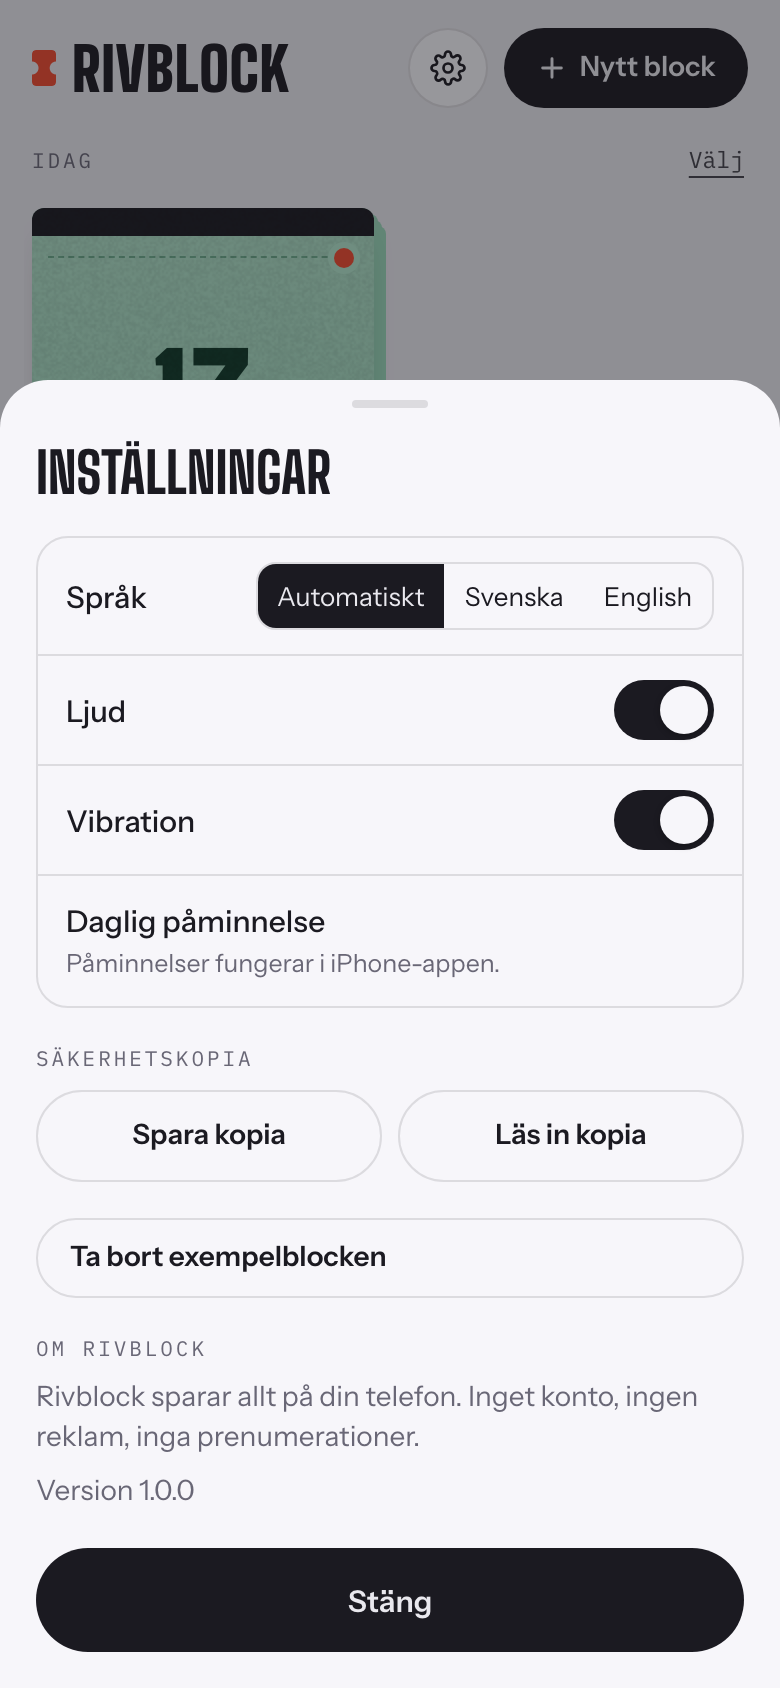 RIVBLOCK
Nytt block
IDAG
Välj
17
INSTÄLLNINGAR
Språk
Automatiskt
Svenska
English
Ljud
Vibration
Daglig påminnelse
Påminnelser fungerar i iPhone-appen.
SÄKERHETSKOPIA
Spara kopia
Läs in kopia
Ta bort exempelblocken
OM RIVBLOCK
Rivblock sparar allt på din telefon. Inget konto, ingen
reklam, inga prenumerationer.
Version 1.0.0
Stäng